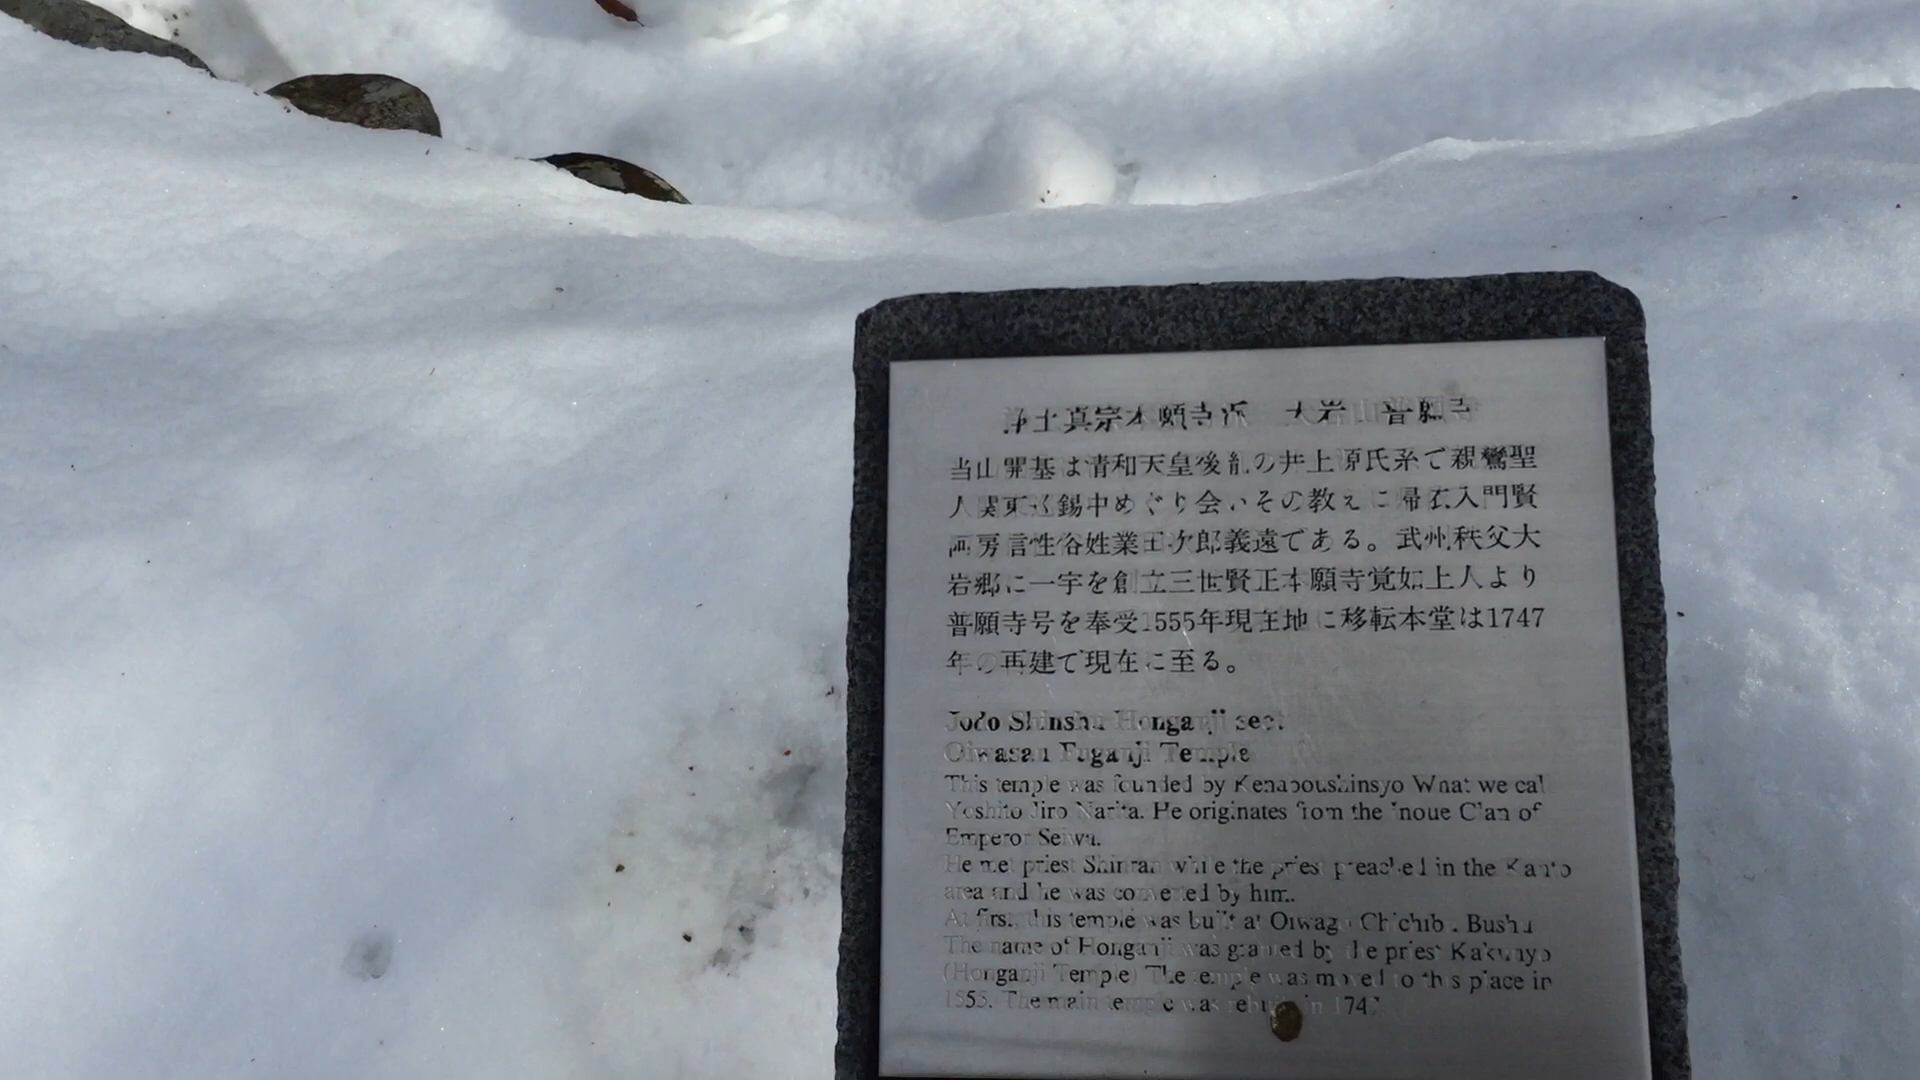 浄土真宗本願寺派 大岩山 普願寺
当山開基は清和天皇後胤の井上源氏系で親鸞聖
人関東巡錫中めぐり会いその教えに帰衣入門賢
阿房信性俗姓業田次郎義遠である。武州秩父大
岩郷に一宇を創立三世賢正本願寺覚如上人より
普願寺号を奉受1555年現在地に移転本堂は1747
年の再建で現在に至る。
Jodo Shinshu Honganji sect
Oiwasan Fuganji Temple
This temple was founded by Kenaboushinsyo What we call
Yoshito Jiro Narita. He originates from the Inoue Clan of
Emperor Seiwa.
He met priest Shinran while the priest preached in the Kanto
area and he was converted by him.
At first, this temple was built at Oiwago Chichibu Bushu
The name of Honganji was granted by the priest Kakunyo
(Honganji Temple) The temple was moved to this place in
1555. The main temple was rebuilt in 1747